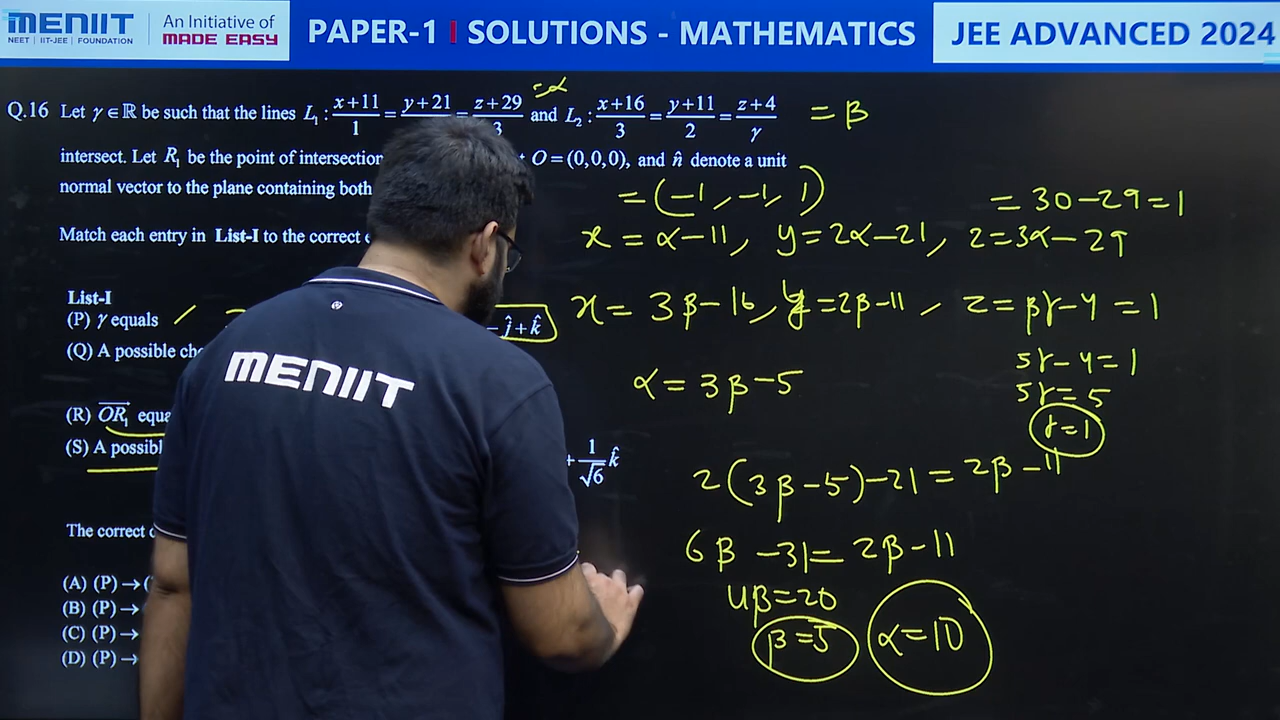 MENIIT An Initiative of MADE EASY
NEET | IIT-JEE | FOUNDATION
PAPER-1 | SOLUTIONS - MATHEMATICS
JEE ADVANCED 2024
Q.16 Let γ ∈ ℝ be such that the lines L₁ : (x+11)/1 = (y+21)/ = (z+29)/3 = α and L₂ : (x+16)/3 = (y+11)/2 = (z+4)/γ = β
intersect. Let R₁ be the point of intersection O = (0,0,0), and n̂ denote a unit
normal vector to the plane containing both
= (-1, -1, 1)
= 30-29=1
Match each entry in List-I to the correct
x = α-11, y=2α-21, z=3α-29
List-I
(P) γ equals
-ĵ+k̂
x = 3β-16, y=2β-11, z=βγ-4=1
(Q) A possible
5γ-4=1
5γ=5
γ=1
α = 3β-5
(R) OR₁
(S) A
+ 1/√6 k̂
2(3β-5)-21=2β-11
The correct
6β-31=2β-11
(A) (P) →
4β=20
(B) (P) →
(C) (P) →
β=5
α=10
(D) (P) →
MENIIT